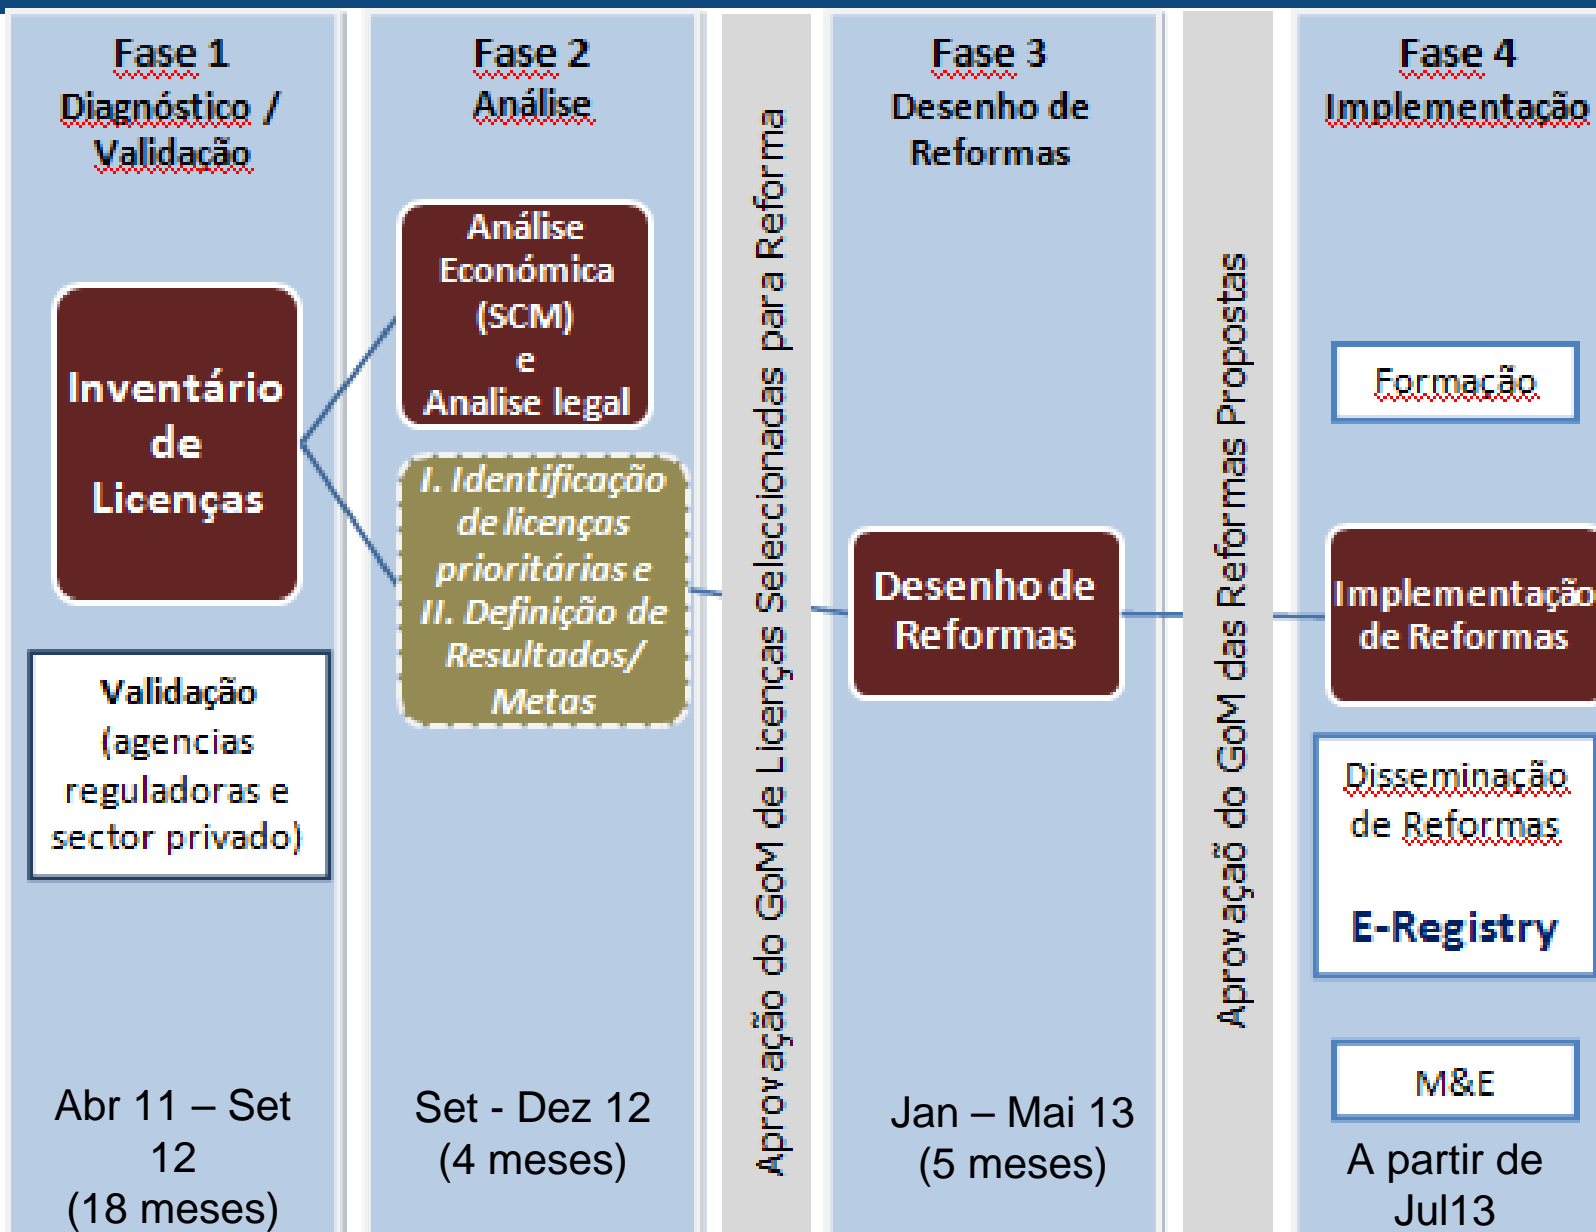 Fase 1
Diagnóstico /
Validação
Inventário
de
Licenças
Validação
(agencias
reguladoras e
sector privado)
Abr 11 – Set
12
(18 meses)
Fase 2
Análise
Análise
Económica
(SCM)
e
Analise legal
I. Identificação
de licenças
prioritárias e
II. Definição de
Resultados/
Metas
Set - Dez 12
(4 meses)
Aprovação do GoM de Licenças Seleccionadas para Reforma
Fase 3
Desenho de
Reformas
Desenho de
Reformas
Jan – Mai 13
(5 meses)
Aprovação do GoM das Reformas Propostas
Fase 4
Implementação
Formação
Implementação
de Reformas
Disseminação
de Reformas
E-Registry
M&E
A partir de
Jul13